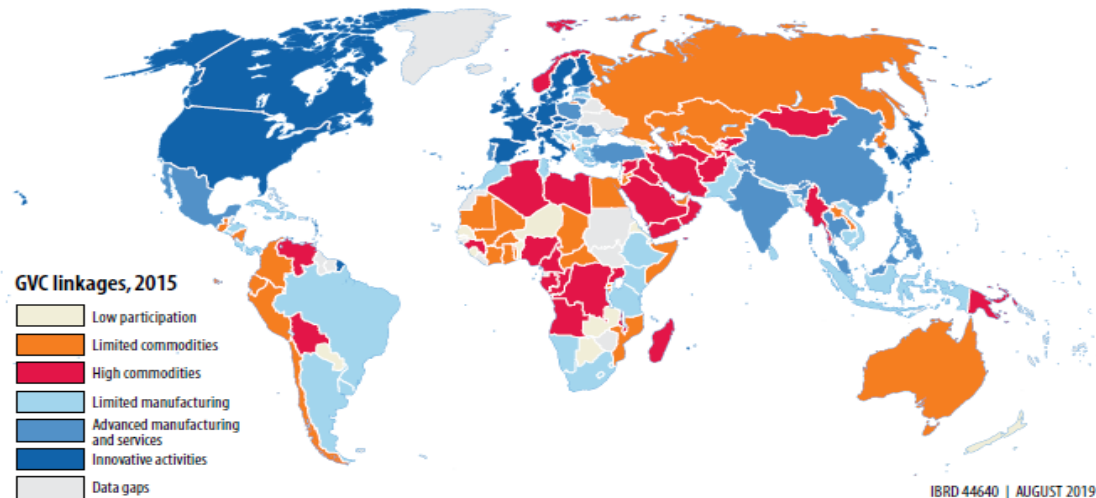 GVC linkages, 2015
Low participation
Limited commodities
High commodities
Limited manufacturing
Advanced manufacturing
and services
Innovative activities
Data gaps
IBRD 44640 | AUGUST 2019